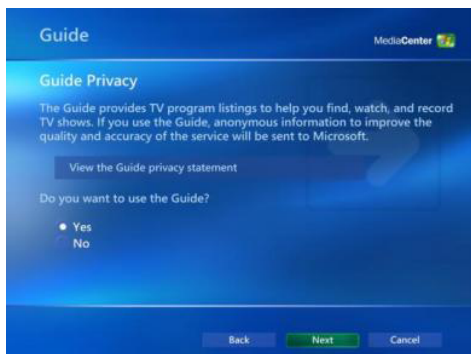 Guide
MediaCenter
Guide Privacy
The Guide provides TV program listings to help you find, watch, and record
TV shows. If you use the Guide, anonymous information to improve the
quality and accuracy of the service will be sent to Microsoft.
View the Guide privacy statement
Do you want to use the Guide?
Yes
No
Back Next Cancel